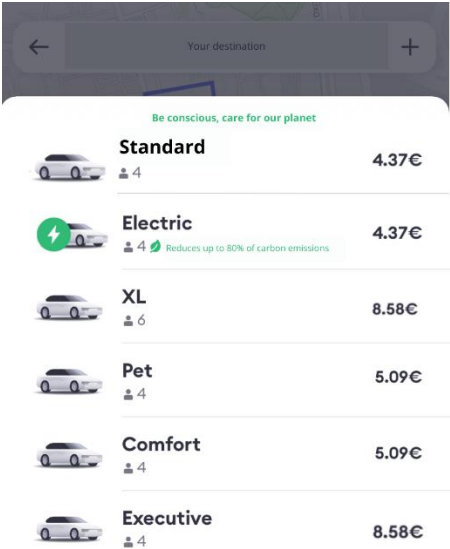 Your destination
Be conscious, care for our planet
Standard
4.37€
4
Electric
4.37€
4 Reduces up to 80% of carbon emissions
XL
8.58€
6
Pet
5.09€
4
Comfort
5.09€
4
Executive
8.58€
4